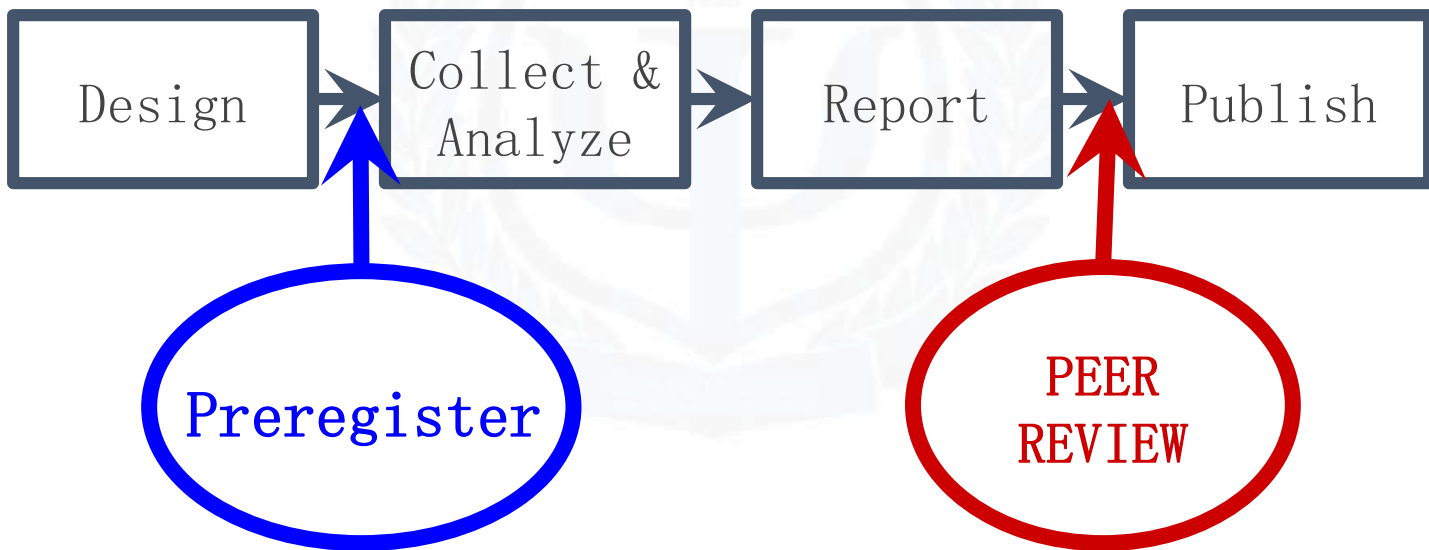 Design
Collect &
Analyze
Report
Publish
Preregister
PEER
REVIEW